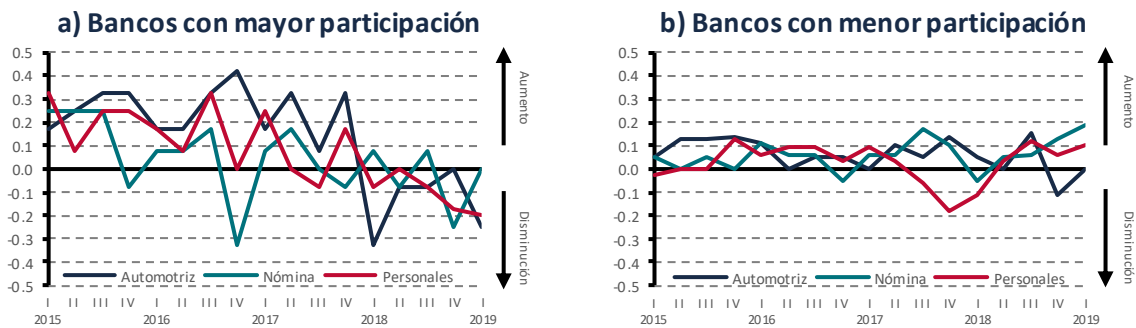 a) Bancos con mayor participación
0.5
0.4
0.3
0.2
0.1
0.0
-0.1
-0.2
-0.3
-0.4
-0.5
Aumento
Disminución
Automotriz Nómina Personales
I II III IV I II III IV I II III IV I II III IV I
2015 2016 2017 2018 2019
b) Bancos con menor participación
0.5
0.4
0.3
0.2
0.1
0.0
-0.1
-0.2
-0.3
-0.4
-0.5
Aumento
Disminución
Automotriz Nómina Personales
I II III IV I II III IV I II III IV I II III IV I
2015 2016 2017 2018 2019